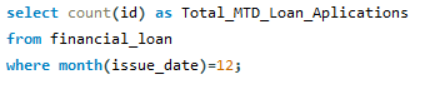 select count(id) as Total_MTD_Loan_Aplications
from financial_loan
where month(issue_date)=12;